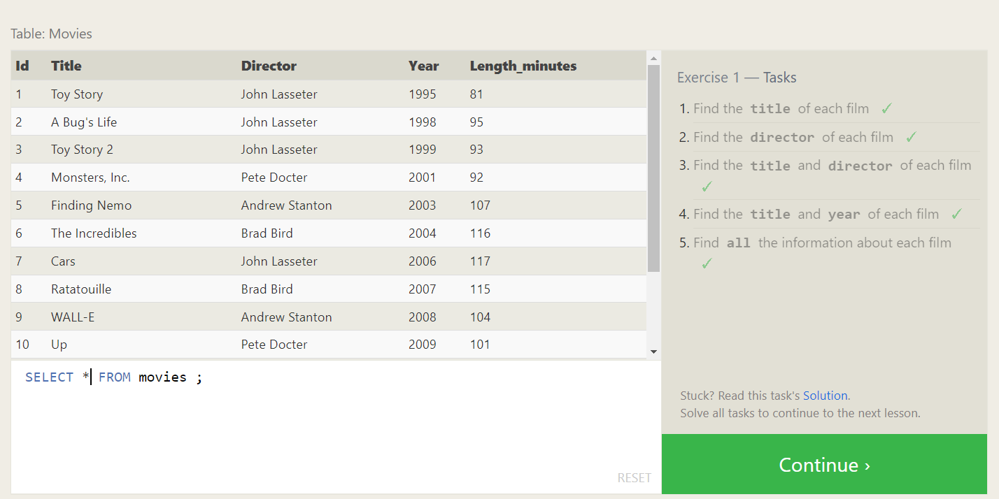 Table: Movies
Id Title Director Year Length_minutes
1 Toy Story John Lasseter 1995 81
2 A Bug's Life John Lasseter 1998 95
3 Toy Story 2 John Lasseter 1999 93
4 Monsters, Inc. Pete Docter 2001 92
5 Finding Nemo Andrew Stanton 2003 107
6 The Incredibles Brad Bird 2004 116
7 Cars John Lasseter 2006 117
8 Ratatouille Brad Bird 2007 115
9 WALL-E Andrew Stanton 2008 104
10 Up Pete Docter 2009 101
SELECT * FROM movies ;
RESET
Exercise 1 — Tasks
1. Find the title of each film ✓
2. Find the director of each film ✓
3. Find the title and director of each film
✓
4. Find the title and year of each film ✓
5. Find all the information about each film
✓
Stuck? Read this task's Solution.
Solve all tasks to continue to the next lesson.
Continue ›